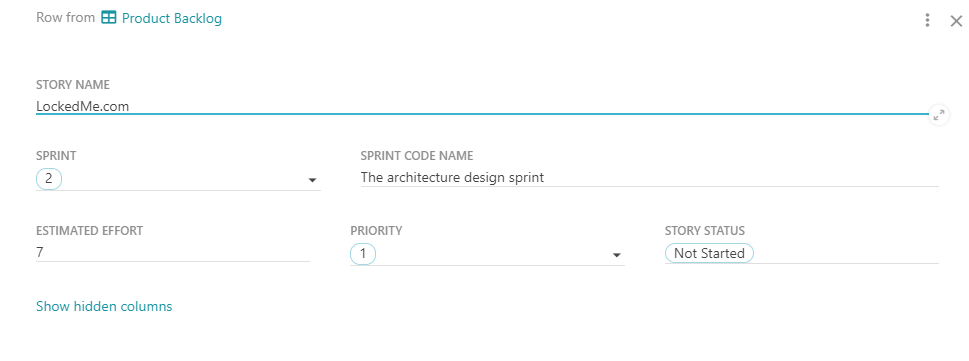 Row from Product Backlog
STORY NAME
LockedMe.com
SPRINT SPRINT CODE NAME
2 The architecture design sprint
ESTIMATED EFFORT PRIORITY STORY STATUS
7 1 Not Started
Show hidden columns